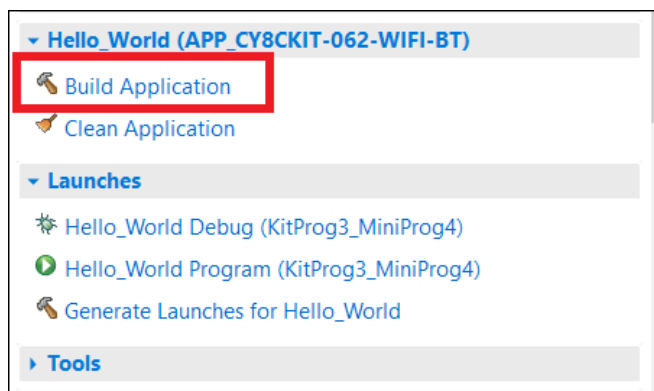 Hello_World (APP_CY8CKIT-062-WIFI-BT)
Build Application
Clean Application
Launches
Hello_World Debug (KitProg3_MiniProg4)
Hello_World Program (KitProg3_MiniProg4)
Generate Launches for Hello_World
Tools